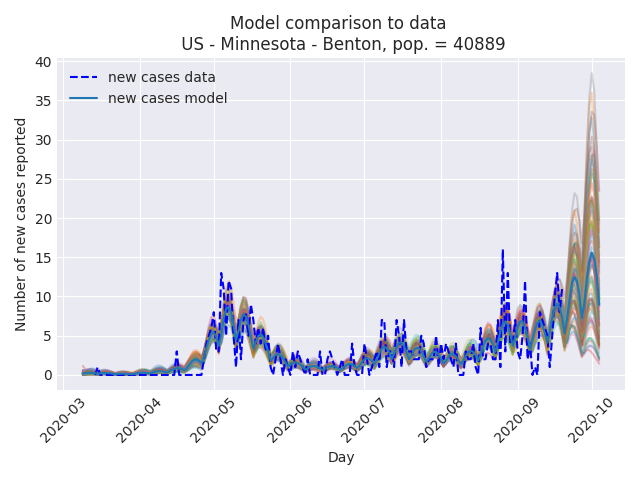 Model comparison to data
US - Minnesota - Benton, pop. = 40889
new cases data
new cases model
Number of new cases reported
40
35
30
25
20
15
10
5
0
2020-03
2020-04
2020-05
2020-06
2020-07
2020-08
2020-09
2020-10
Day